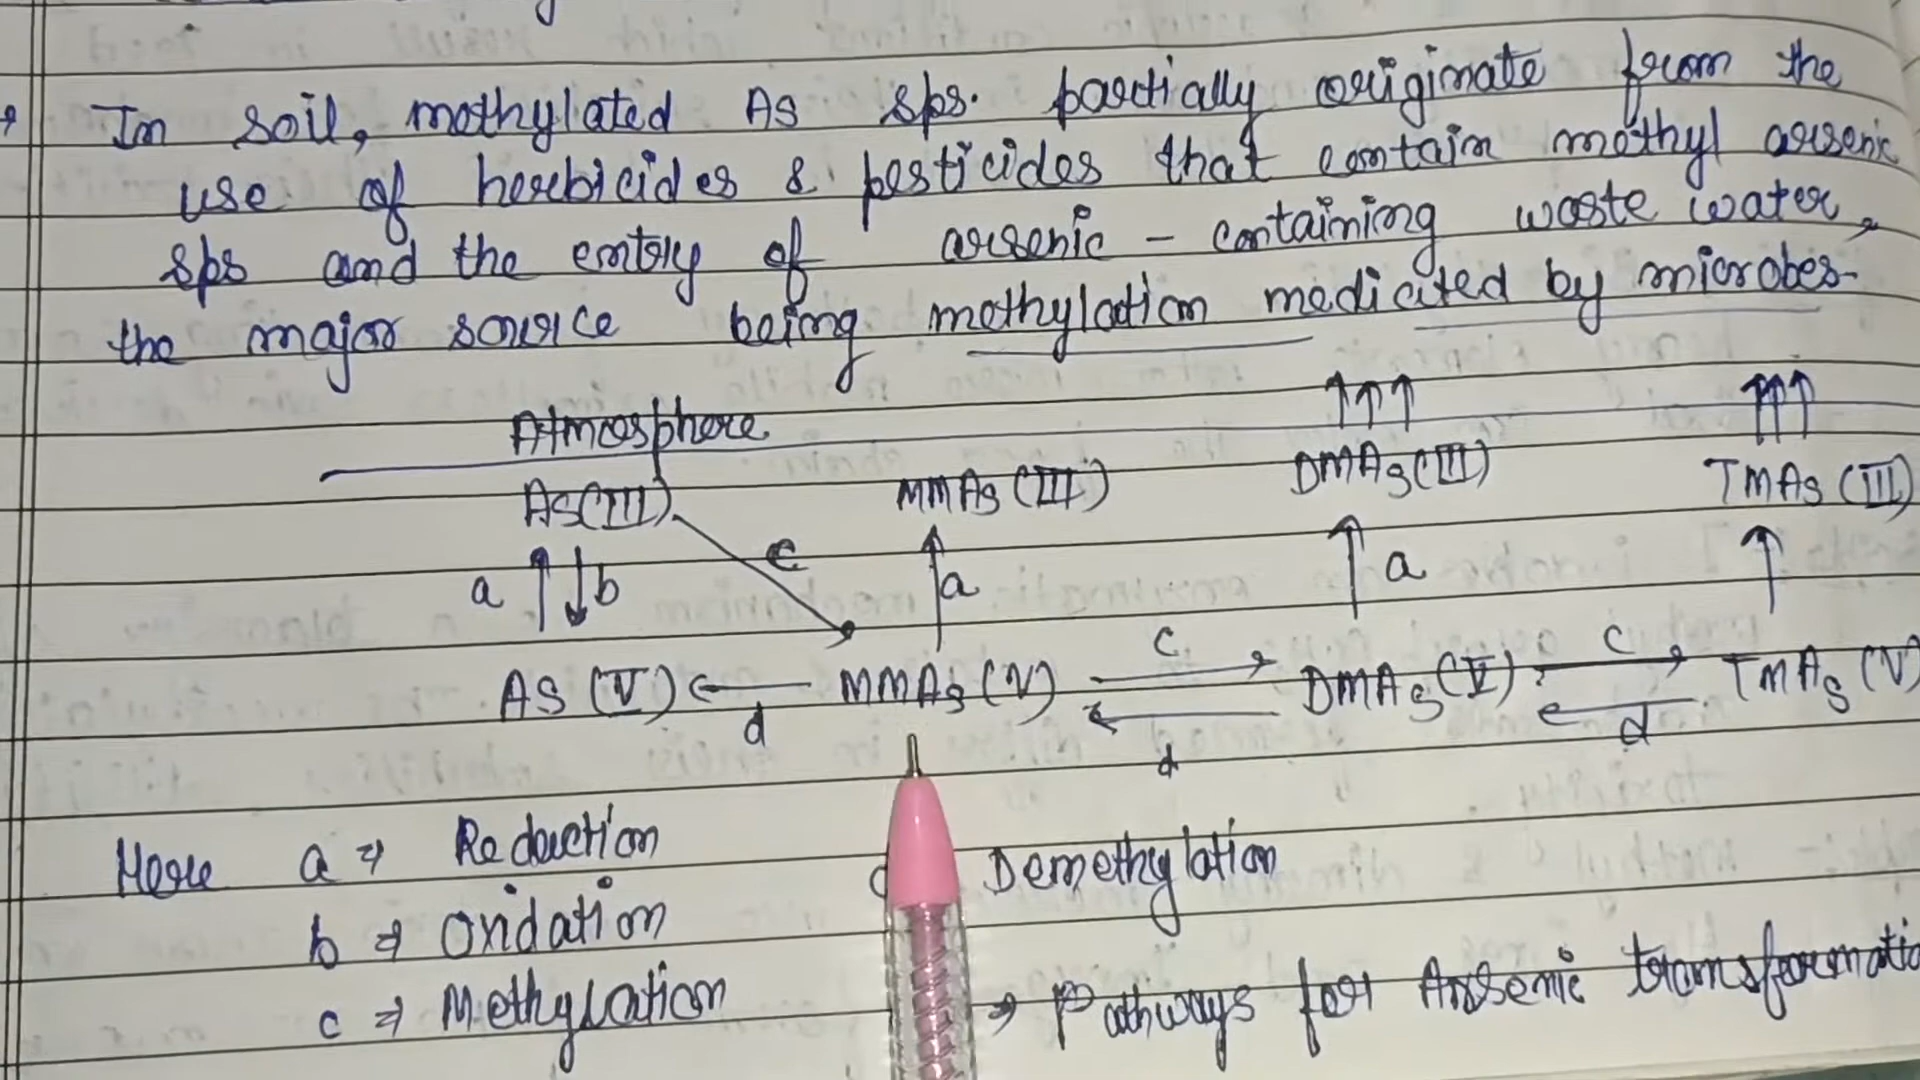 In soil, methylated As sps. partially originate from the
use of herbicides & pesticides that contain methyl arsenic
sps and the entry of arsenic - containing waste water,
the major source being methylation medicated by microbes-
Atmosphere
As(III) MMAs (III) DMAs(III) TMAs (III)
a b c a a
As (V) d MMAs (V) c d DMAs (V) c d TMAs (V)
Here a ⇒ Reduction Demethylation
b ⇒ Oxidation
c ⇒ Methylation → Pathways for Arsenic transformatio